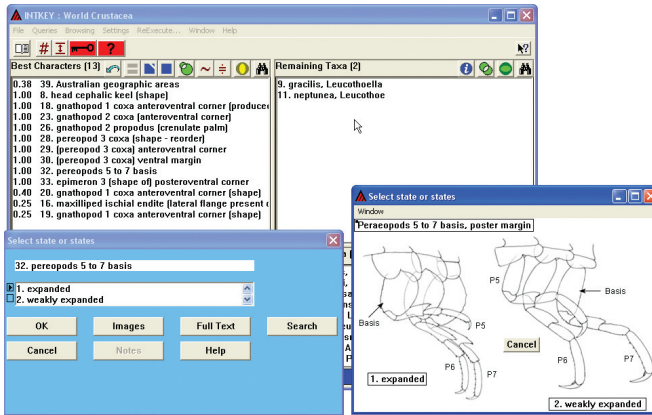 INTKEY : World Crustacea
File Queries Browsing Settings ReExecute... Window Help
Best Characters (13)
0.38 39. Australian geographic areas
1.00 8. head cephalic keel (shape)
1.00 18. gnathopod 1 coxa anteroventral corner (produce
1.00 23. gnathopod 2 coxa (anteroventral corner)
1.00 26. gnathopod 2 propodus (crenulate palm)
1.00 28. pereopod 3 coxa (shape - reorder)
1.00 29. (pereopod 3 coxa) anteroventral corner
1.00 30. (pereopod 3 coxa) ventral margin
1.00 32. pereopods 5 to 7 basis
1.00 33. epimeron 3 (shape of) posteroventral corner
0.40 20. gnathopod 1 coxa anteroventral corner (shape)
0.25 16. maxilliped ischial endite (lateral flange present
0.25 19. gnathopod 1 coxa anteroventral corner (shape)
Remaining Taxa (2)
9. gracilis, Leucothoella
11. neptunea, Leucothoe
Select state or states
32. pereopods 5 to 7 basis
1. expanded
2. weakly expanded
OK Images Full Text Search
Cancel Notes Help
Select state or states
Window
Peraeopods 5 to 7 basis, poster margin
P5
Basis
Basis
P5
Cancel
P6
P7
P6
P7
1. expanded
2. weakly expanded